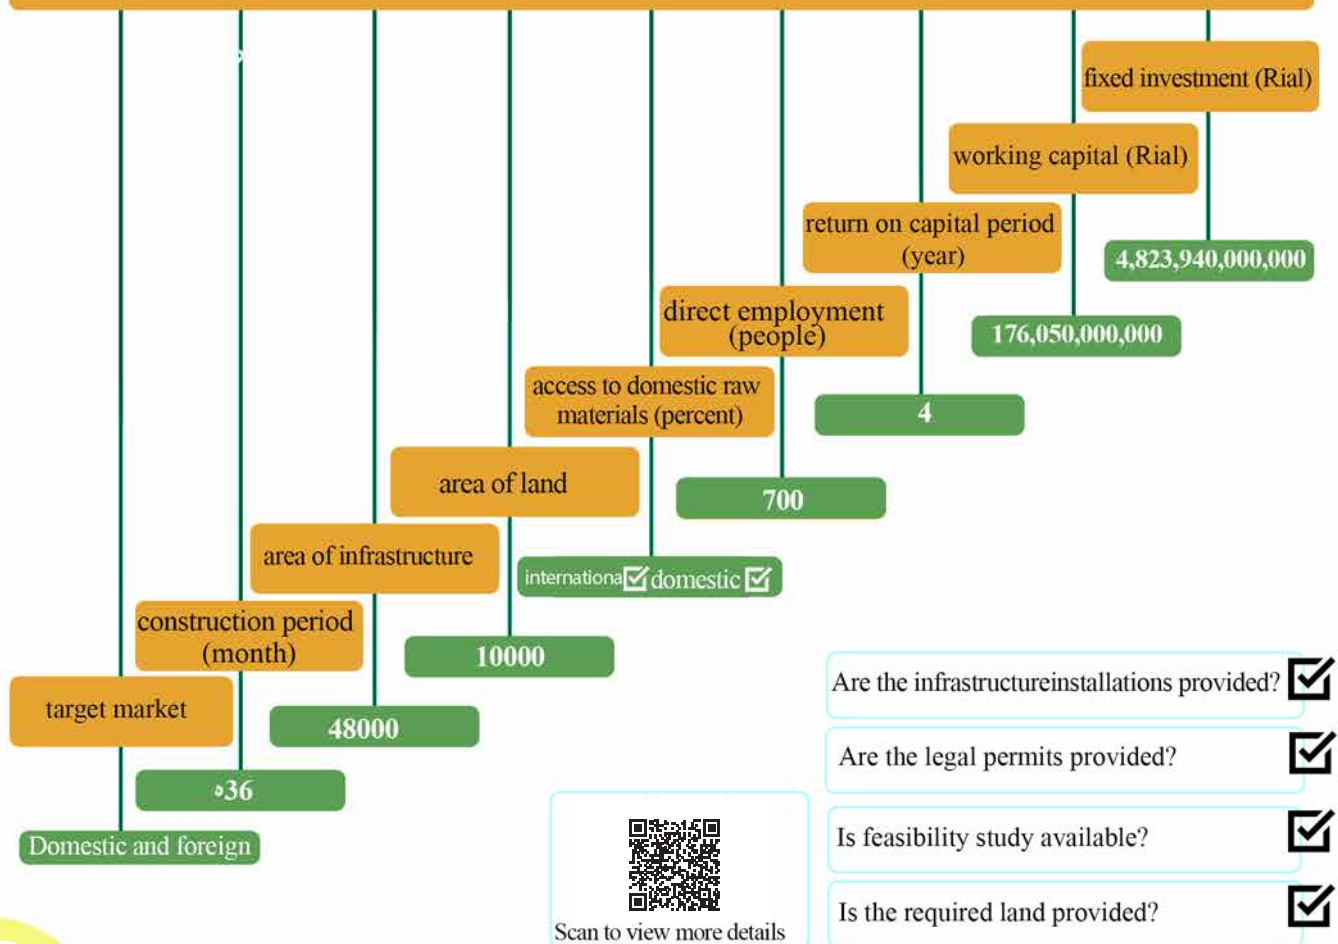 fixed investment (Rial)
4,823,940,000,000
working capital (Rial)
176,050,000,000
return on capital period
(year)
4
direct employment
(people)
700
access to domestic raw
materials (percent)
internationa domestic
area of land
10000
area of infrastructure
48000
construction period
(month)
36
target market
Domestic and foreign
Are the infrastructureinstallations provided?
Are the legal permits provided?
Is feasibility study available?
Is the required land provided?
Scan to view more details